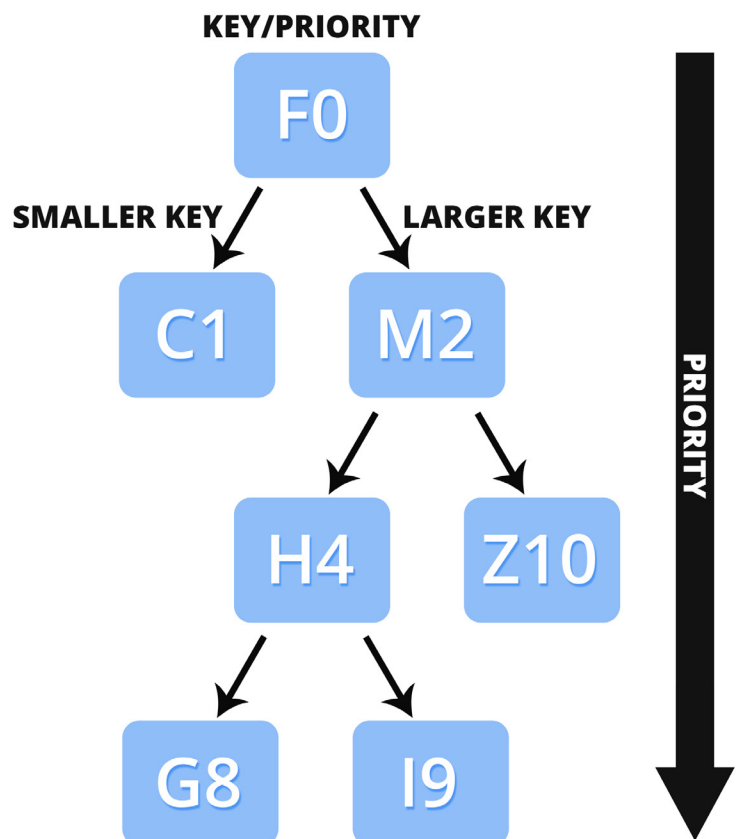 KEY/PRIORITY
F0
SMALLER KEY
LARGER KEY
C1
M2
PRIORITY
H4
Z10
G8
I9